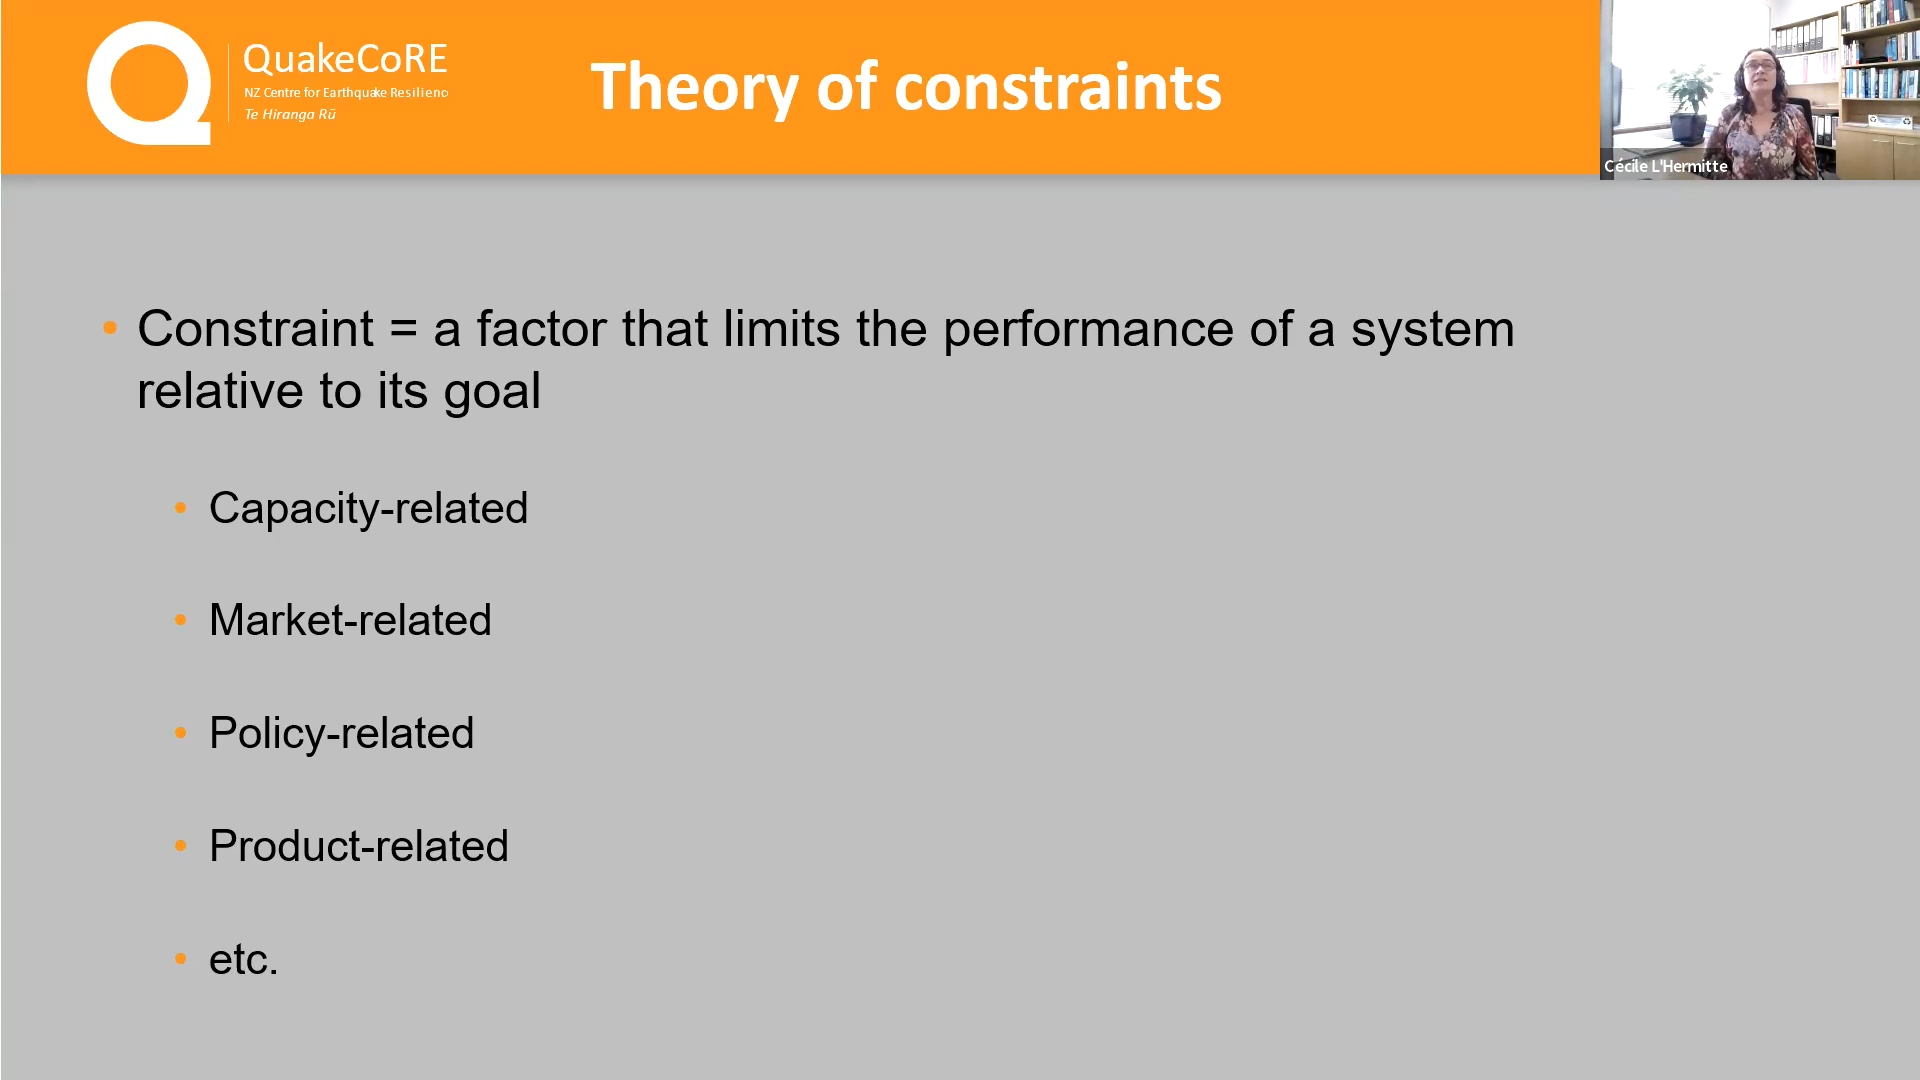 QuakeCoRE
NZ Centre for Earthquake Resilienc
Te Hiranga Rū
Theory of constraints
Cécile L'Hermitte
• Constraint = a factor that limits the performance of a system
relative to its goal
• Capacity-related
• Market-related
• Policy-related
• Product-related
• etc.